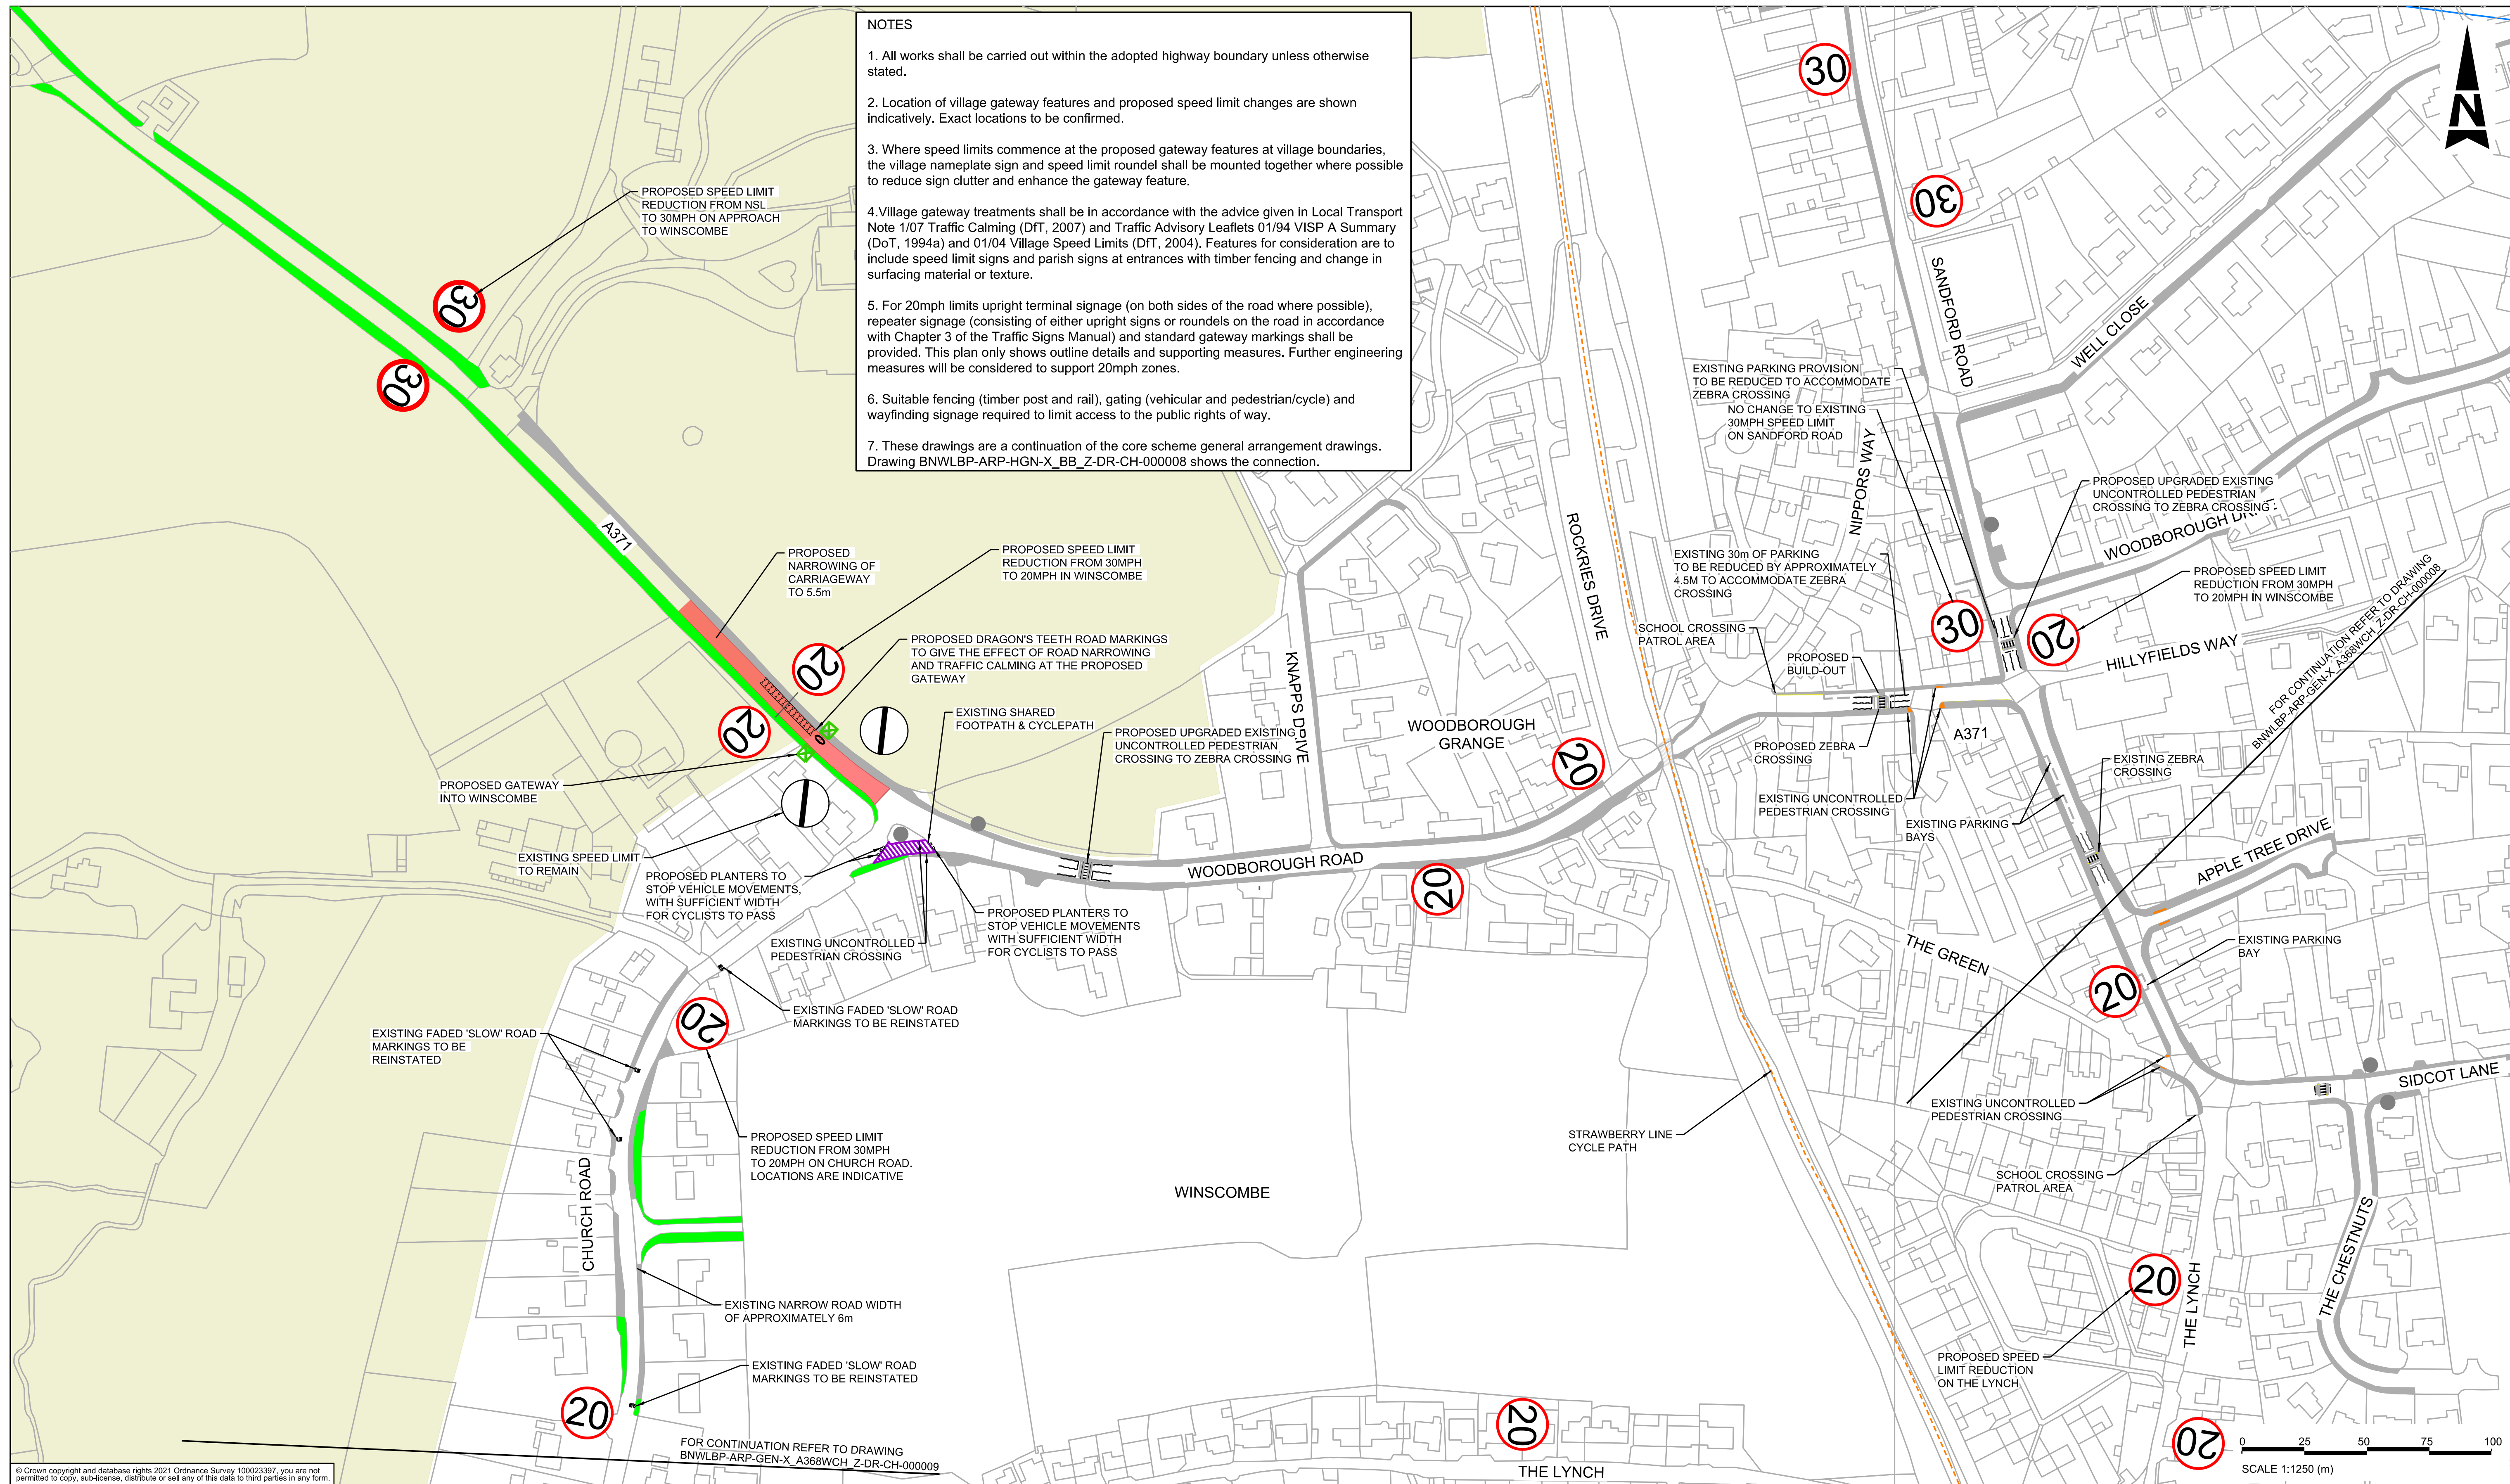 NOTES
1. All works shall be carried out within the adopted highway boundary unless otherwise
stated.
2. Location of village gateway features and proposed speed limit changes are shown
indicatively. Exact locations to be confirmed.
3. Where speed limits commence at the proposed gateway features at village boundaries,
the village nameplate sign and speed limit roundel shall be mounted together where possible
to reduce sign clutter and enhance the gateway feature.
4.Village gateway treatments shall be in accordance with the advice given in Local Transport
Note 1/07 Traffic Calming (DfT, 2007) and Traffic Advisory Leaflets 01/94 VISP A Summary
(DoT, 1994a) and 01/04 Village Speed Limits (DfT, 2004). Features for consideration are to
include speed limit signs and parish signs at entrances with timber fencing and change in
surfacing material or texture.
5. For 20mph limits upright terminal signage (on both sides of the road where possible),
repeater signage (consisting of either upright signs or roundels on the road in accordance
with Chapter 3 of the Traffic Signs Manual) and standard gateway markings shall be
provided. This plan only shows outline details and supporting measures. Further engineering
measures will be considered to support 20mph zones.
6. Suitable fencing (timber post and rail), gating (vehicular and pedestrian/cycle) and
wayfinding signage required to limit access to the public rights of way.
7. These drawings are a continuation of the core scheme general arrangement drawings.
Drawing BNWLBP-ARP-HGN-X_BB_Z-DR-CH-000008 shows the connection.
N
30
30
PROPOSED SPEED LIMIT
REDUCTION FROM NSL
TO 30MPH ON APPROACH
TO WINSCOMBE
30
30
A371
PROPOSED
NARROWING OF
CARRIAGEWAY
TO 5.5m
PROPOSED SPEED LIMIT
REDUCTION FROM 30MPH
TO 20MPH IN WINSCOMBE
20
PROPOSED DRAGON'S TEETH ROAD MARKINGS
TO GIVE THE EFFECT OF ROAD NARROWING
AND TRAFFIC CALMING AT THE PROPOSED
GATEWAY
20
EXISTING SHARED
FOOTPATH & CYCLEPATH
PROPOSED UPGRADED EXISTING
UNCONTROLLED PEDESTRIAN
CROSSING TO ZEBRA CROSSING
PROPOSED GATEWAY
INTO WINSCOMBE
EXISTING SPEED LIMIT
TO REMAIN
PROPOSED PLANTERS TO
STOP VEHICLE MOVEMENTS,
WITH SUFFICIENT WIDTH
FOR CYCLISTS TO PASS
EXISTING UNCONTROLLED
PEDESTRIAN CROSSING
PROPOSED PLANTERS TO
STOP VEHICLE MOVEMENTS
WITH SUFFICIENT WIDTH
FOR CYCLISTS TO PASS
EXISTING FADED 'SLOW' ROAD
MARKINGS TO BE REINSTATED
EXISTING FADED 'SLOW' ROAD
MARKINGS TO BE
REINSTATED
20
PROPOSED SPEED LIMIT
REDUCTION FROM 30MPH
TO 20MPH ON CHURCH ROAD.
LOCATIONS ARE INDICATIVE
CHURCH ROAD
EXISTING NARROW ROAD WIDTH
OF APPROXIMATELY 6m
EXISTING FADED 'SLOW' ROAD
MARKINGS TO BE REINSTATED
20
FOR CONTINUATION REFER TO DRAWING
BNWLBP-ARP-GEN-X_A368WCH_Z-DR-CH-000009
KNAPPS DRIVE
WOODBOROUGH
GRANGE
20
WOODBOROUGH ROAD
20
WINSCOMBE
20
THE LYNCH
ROCKRIES DRIVE
SANDFORD ROAD
WELL CLOSE
EXISTING PARKING PROVISION
TO BE REDUCED TO ACCOMMODATE
ZEBRA CROSSING
NO CHANGE TO EXISTING
30MPH SPEED LIMIT
ON SANDFORD ROAD
NIPPORS WAY
PROPOSED UPGRADED EXISTING
UNCONTROLLED PEDESTRIAN
CROSSING TO ZEBRA CROSSING
WOODBOROUGH DRIVE
EXISTING 30m OF PARKING
TO BE REDUCED BY APPROXIMATELY
4.5M TO ACCOMMODATE ZEBRA
CROSSING
PROPOSED SPEED LIMIT
REDUCTION FROM 30MPH
TO 20MPH IN WINSCOMBE
FOR CONTINUATION REFER TO DRAWING
BNWLBP-ARP-GEN-X_A368WCH_Z-DR-CH-000008
30
20
SCHOOL CROSSING
PATROL AREA
PROPOSED
BUILD-OUT
HILLYFIELDS WAY
PROPOSED ZEBRA
CROSSING
A371
EXISTING ZEBRA
CROSSING
EXISTING UNCONTROLLED
PEDESTRIAN CROSSING
EXISTING PARKING
BAYS
APPLE TREE DRIVE
THE GREEN
EXISTING PARKING
BAY
20
SIDCOT LANE
EXISTING UNCONTROLLED
PEDESTRIAN CROSSING
STRAWBERRY LINE
CYCLE PATH
SCHOOL CROSSING
PATROL AREA
THE CHESTNUTS
20
THE LYNCH
PROPOSED SPEED
LIMIT REDUCTION
ON THE LYNCH
20
0 25 50 75 100
SCALE 1:1250 (m)
© Crown copyright and database rights 2021 Ordnance Survey 100023397, you are not
permitted to copy, sub-license, distribute or sell any of this data to third parties in any form.